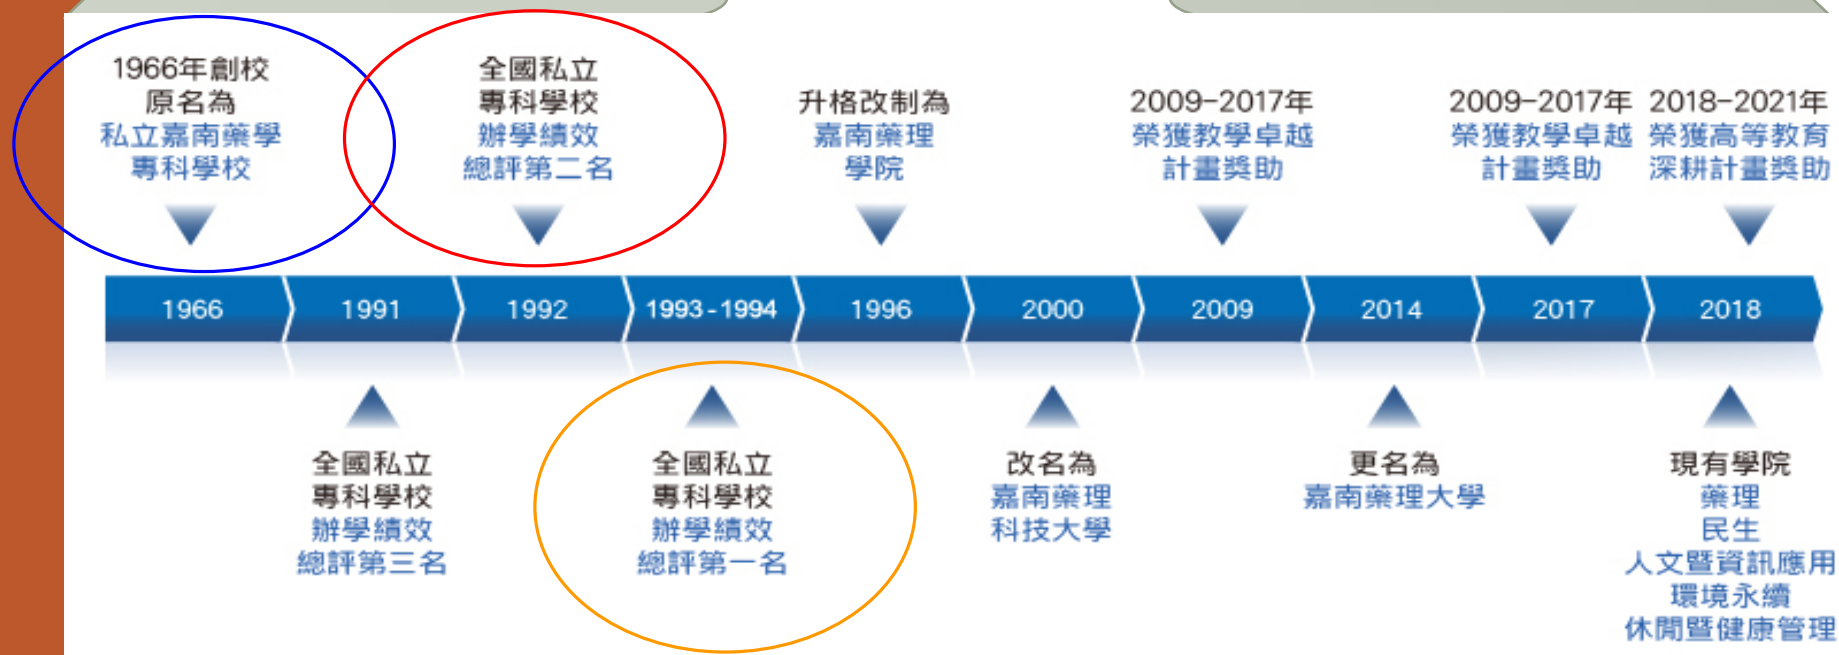 1966年創校
原名為
私立嘉南藥學
專科學校
全國私立
專科學校
辦學績效
總評第二名
升格改制為
嘉南藥理
學院
2009-2017年
榮獲教學卓越
計畫獎助
2009-2017年
榮獲教學卓越
計畫獎助
2018-2021年
榮獲高等教育
深耕計畫獎助
1966
1991
1992
1993-1994
1996
2000
2009
2014
2017
2018
全國私立
專科學校
辦學績效
總評第三名
全國私立
專科學校
辦學績效
總評第一名
改名為
嘉南藥理
科技大學
更名為
嘉南藥理大學
現有學院
藥理
民生
人文暨資訊應用
環境永續
休閒暨健康管理